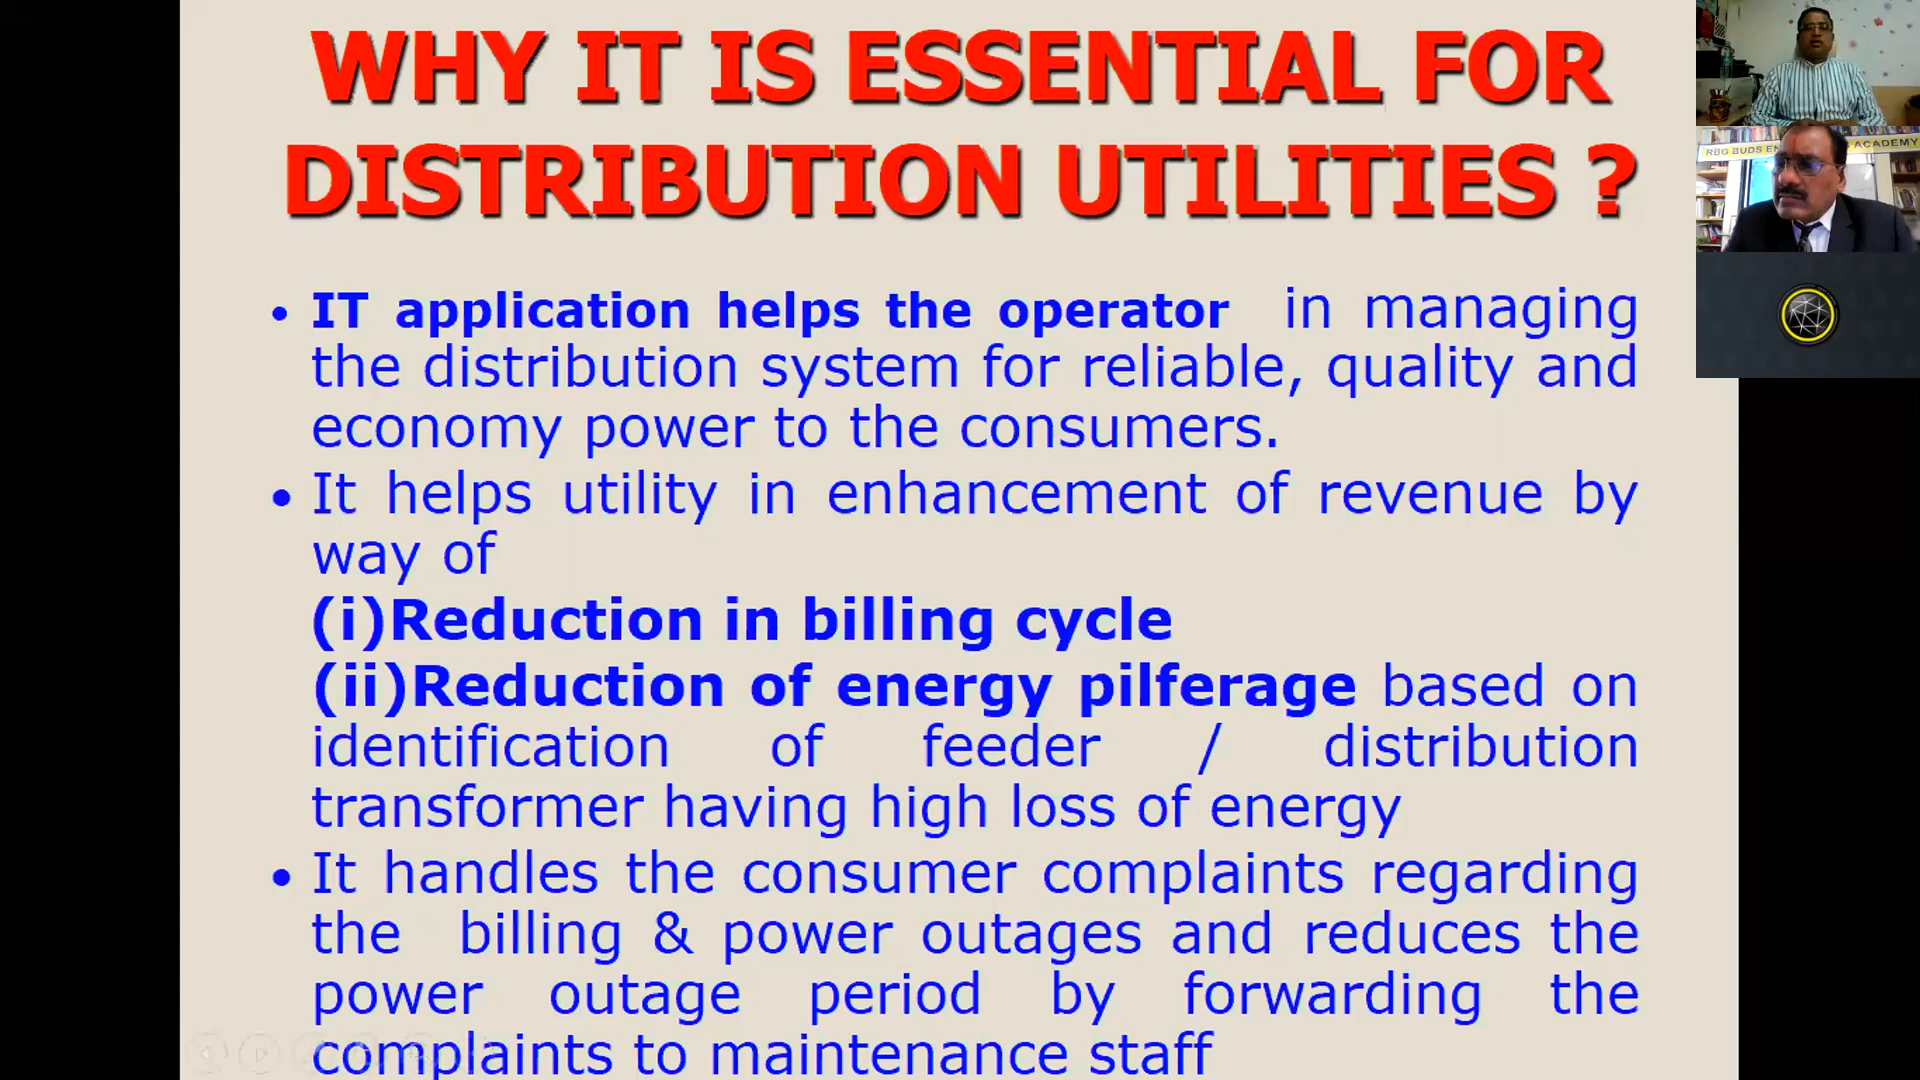 WHY IT IS ESSENTIAL FOR
DISTRIBUTION UTILITIES ?
• IT application helps the operator in managing
the distribution system for reliable, quality and
economy power to the consumers.
• It helps utility in enhancement of revenue by
way of
(i)Reduction in billing cycle
(ii)Reduction of energy pilferage based on
identification of feeder / distribution
transformer having high loss of energy
• It handles the consumer complaints regarding
the billing & power outages and reduces the
power outage period by forwarding the
complaints to maintenance staff
RBG BUDS ACADEMY